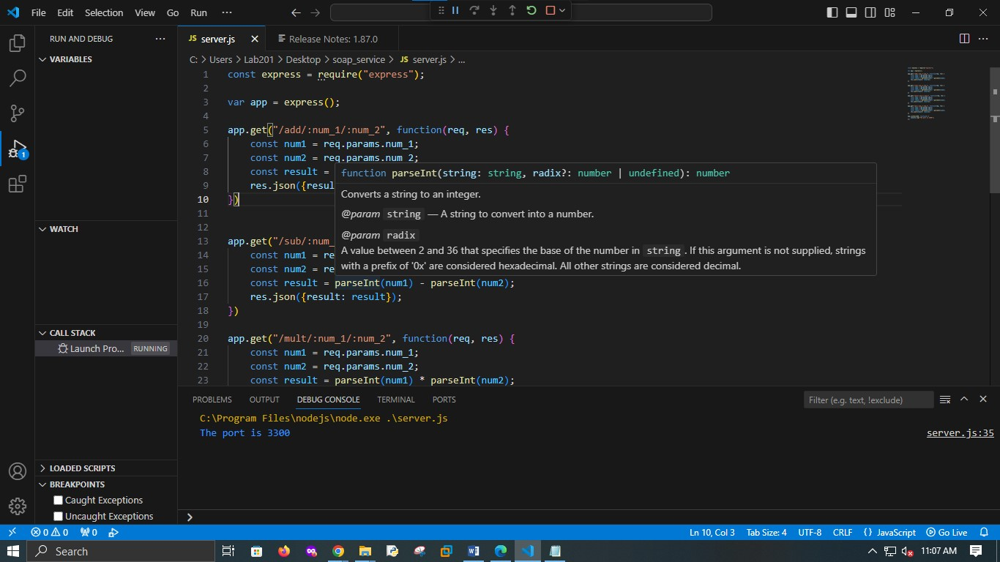 File Edit Selection View Go Run ···
RUN AND DEBUG ···
JS server.js
Release Notes: 1.87.0
C: > Users > Lab201 > Desktop > soap_service > JS server.js > ...
VARIABLES
1 const express = require("express");
2
3 var app = express();
4
5 app.get("/add/:num_1/:num_2", function(req, res) {
6 const num1 = req.params.num_1;
7 const num2 = req.params.num_2;
8 const result =
9 res.json({resul
10 })
11
12
13 app.get("/sub/:num_
14 const num1 = re
15 const num2 = re
16 const result = parseInt(num1) - parseInt(num2);
17 res.json({result: result});
18 })
19
20 app.get("/mult/:num_1/:num_2", function(req, res) {
21 const num1 = req.params.num_1;
22 const num2 = req.params.num_2;
23 const result = parseInt(num1) * parseInt(num2);
function parseInt(string: string, radix?: number | undefined): number
Converts a string to an integer.
@param string — A string to convert into a number.
@param radix
A value between 2 and 36 that specifies the base of the number in string. If this argument is not supplied, strings
with a prefix of '0x' are considered hexadecimal. All other strings are considered decimal.
WATCH
CALL STACK
Launch Pro... RUNNING
LOADED SCRIPTS
BREAKPOINTS
Caught Exceptions
Uncaught Exceptions
1
PROBLEMS OUTPUT DEBUG CONSOLE TERMINAL PORTS
Filter (e.g. text, !exclude)
C:\Program Files\nodejs\node.exe .\server.js
The port is 3300
server.js:35
0 0 0
Ln 10, Col 3 Tab Size: 4 UTF-8 CRLF {} JavaScript Go Live
Search
11:07 AM